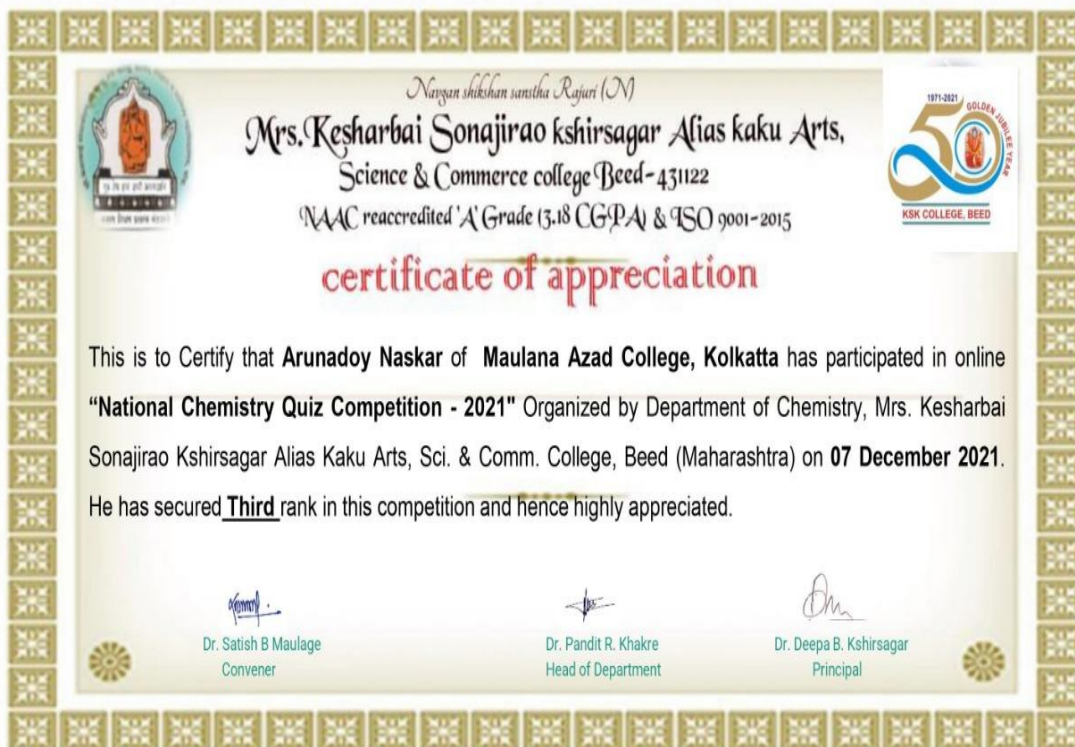 Navgan shikshan sanstha Rajuri (N)
Mrs.Kesharbai Sonajirao kshirsagar Alias kaku Arts,
Science & Commerce college Beed-431122
NAAC reaccredited 'A' Grade (3.18 CGPA) & ISO 9001-2015
certificate of appreciation
1971-2021
GOLDEN JUBILEE YEAR
50
KSK COLLEGE, BEED
This is to Certify that Arunadoy Naskar of Maulana Azad College, Kolkatta has participated in online
“National Chemistry Quiz Competition - 2021" Organized by Department of Chemistry, Mrs. Kesharbai
Sonajirao Kshirsagar Alias Kaku Arts, Sci. & Comm. College, Beed (Maharashtra) on 07 December 2021.
He has secured Third rank in this competition and hence highly appreciated.
Dr. Satish B Maulage
Convener
Dr. Pandit R. Khakre
Head of Department
Dr. Deepa B. Kshirsagar
Principal